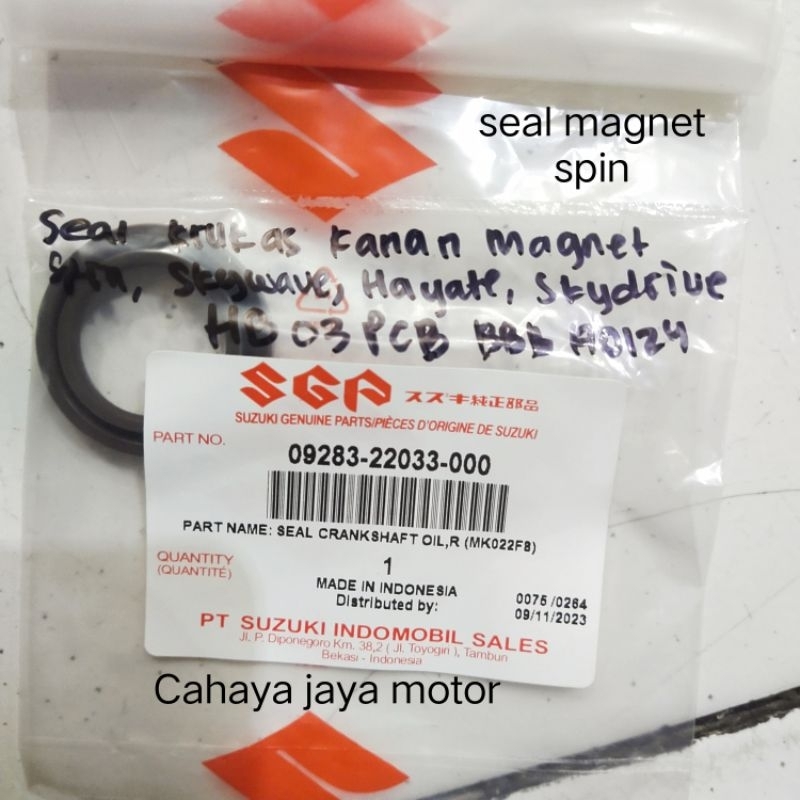 seal magnet
spin
Seal krukas kanan magnet
Spin, Skywave, Hayate, Skydrive
03 PCB
SGP スズキ純正部品
SUZUKI GENUINE PARTS/PIÈCES D'ORIGINE DE SUZUKI
PART NO.
09283-22033-000
PART NAME: SEAL CRANKSHAFT OIL,R (MK022F8)
QUANTITY
(QUANTITÉ)
1
MADE IN INDONESIA
Distributed by:
0075 /0264
09/11/2023
PT SUZUKI INDOMOBIL SALES
Jl. P. Diponegoro Km. 38,2 ( Jl. Toyogiri ), Tambun
Bekasi - Indonesia
Cahaya jaya motor